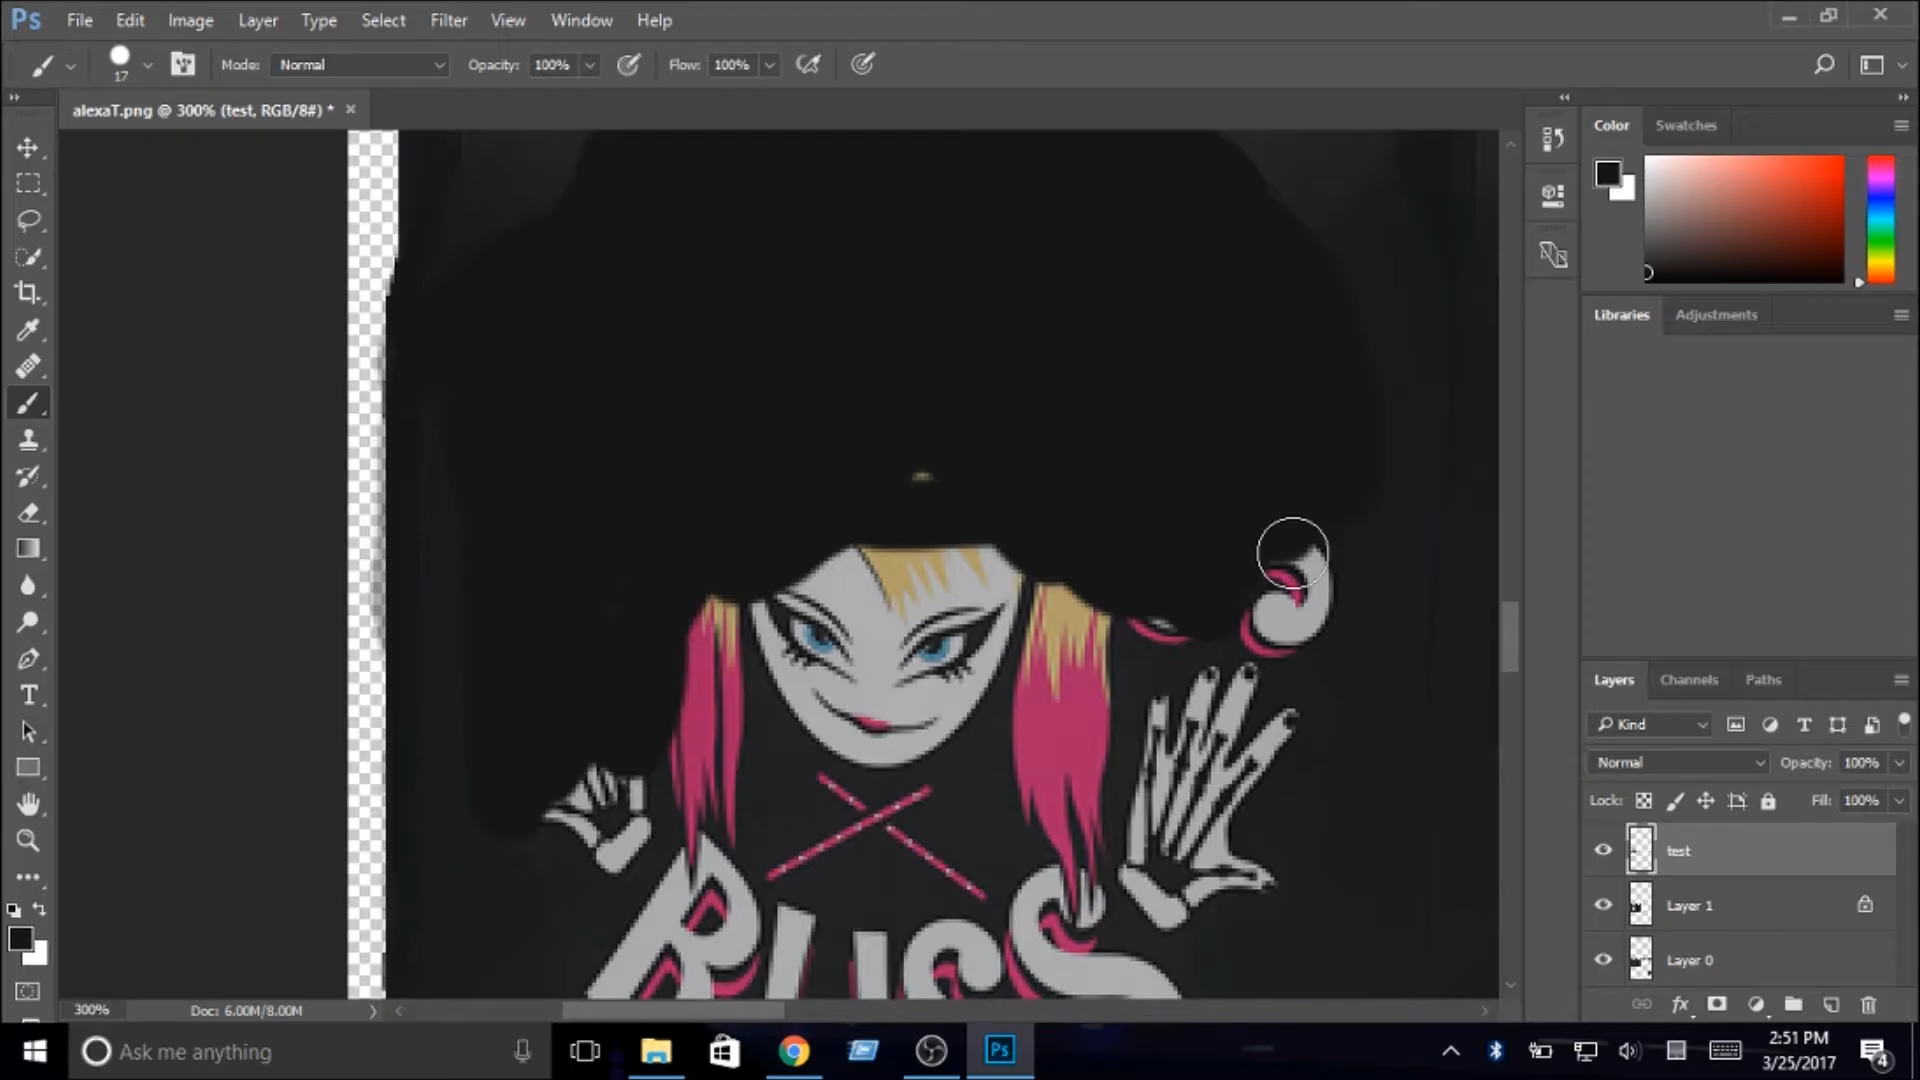 Ps File Edit Image Layer Type Select Filter View Window Help
17 Mode: Normal Opacity: 100% Flow: 100%
alexaT.png @ 300% (test, RGB/8#) *
Color Swatches
Libraries Adjustments
Layers Channels Paths
Kind
Normal Opacity: 100%
Lock: Fill: 100%
test
Layer 1
Layer 0
fx
300% Doc: 6.00M/8.00M
Ask me anything
Ps
2:51 PM
3/25/2017
4